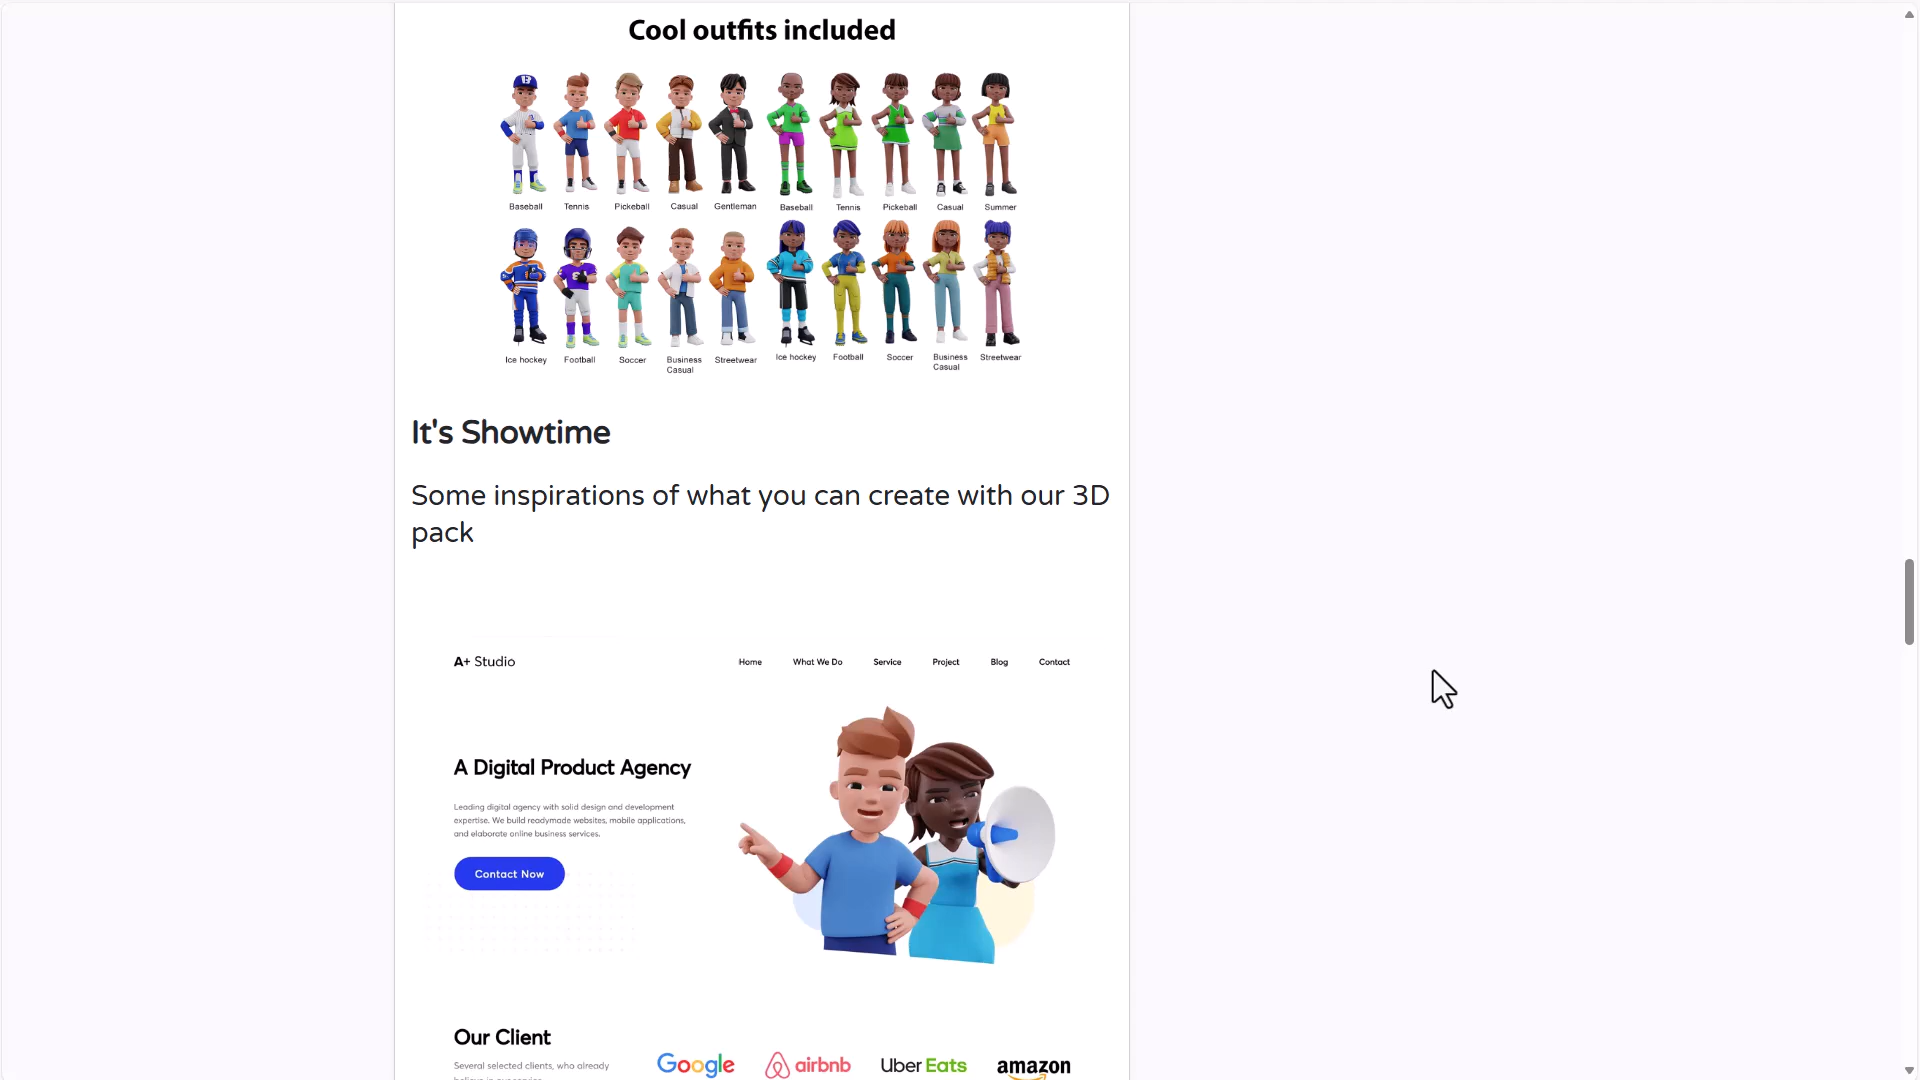 Cool outfits included
Baseball Tennis Pickeball Casual Gentleman Baseball Tennis Pickeball Casual Summer
Ice hockey Football Soccer Business Casual Streetwear Ice hockey Football Soccer Business Casual Streetwear
It's Showtime
Some inspirations of what you can create with our 3D
pack
A+ Studio Home What We Do Service Project Blog Contact
A Digital Product Agency
Leading digital agency with solid design and development
expertise. We build readymade websites, mobile applications,
and elaborate online business services.
Contact Now
Our Client
Several selected clients, who already
Google airbnb Uber Eats amazon